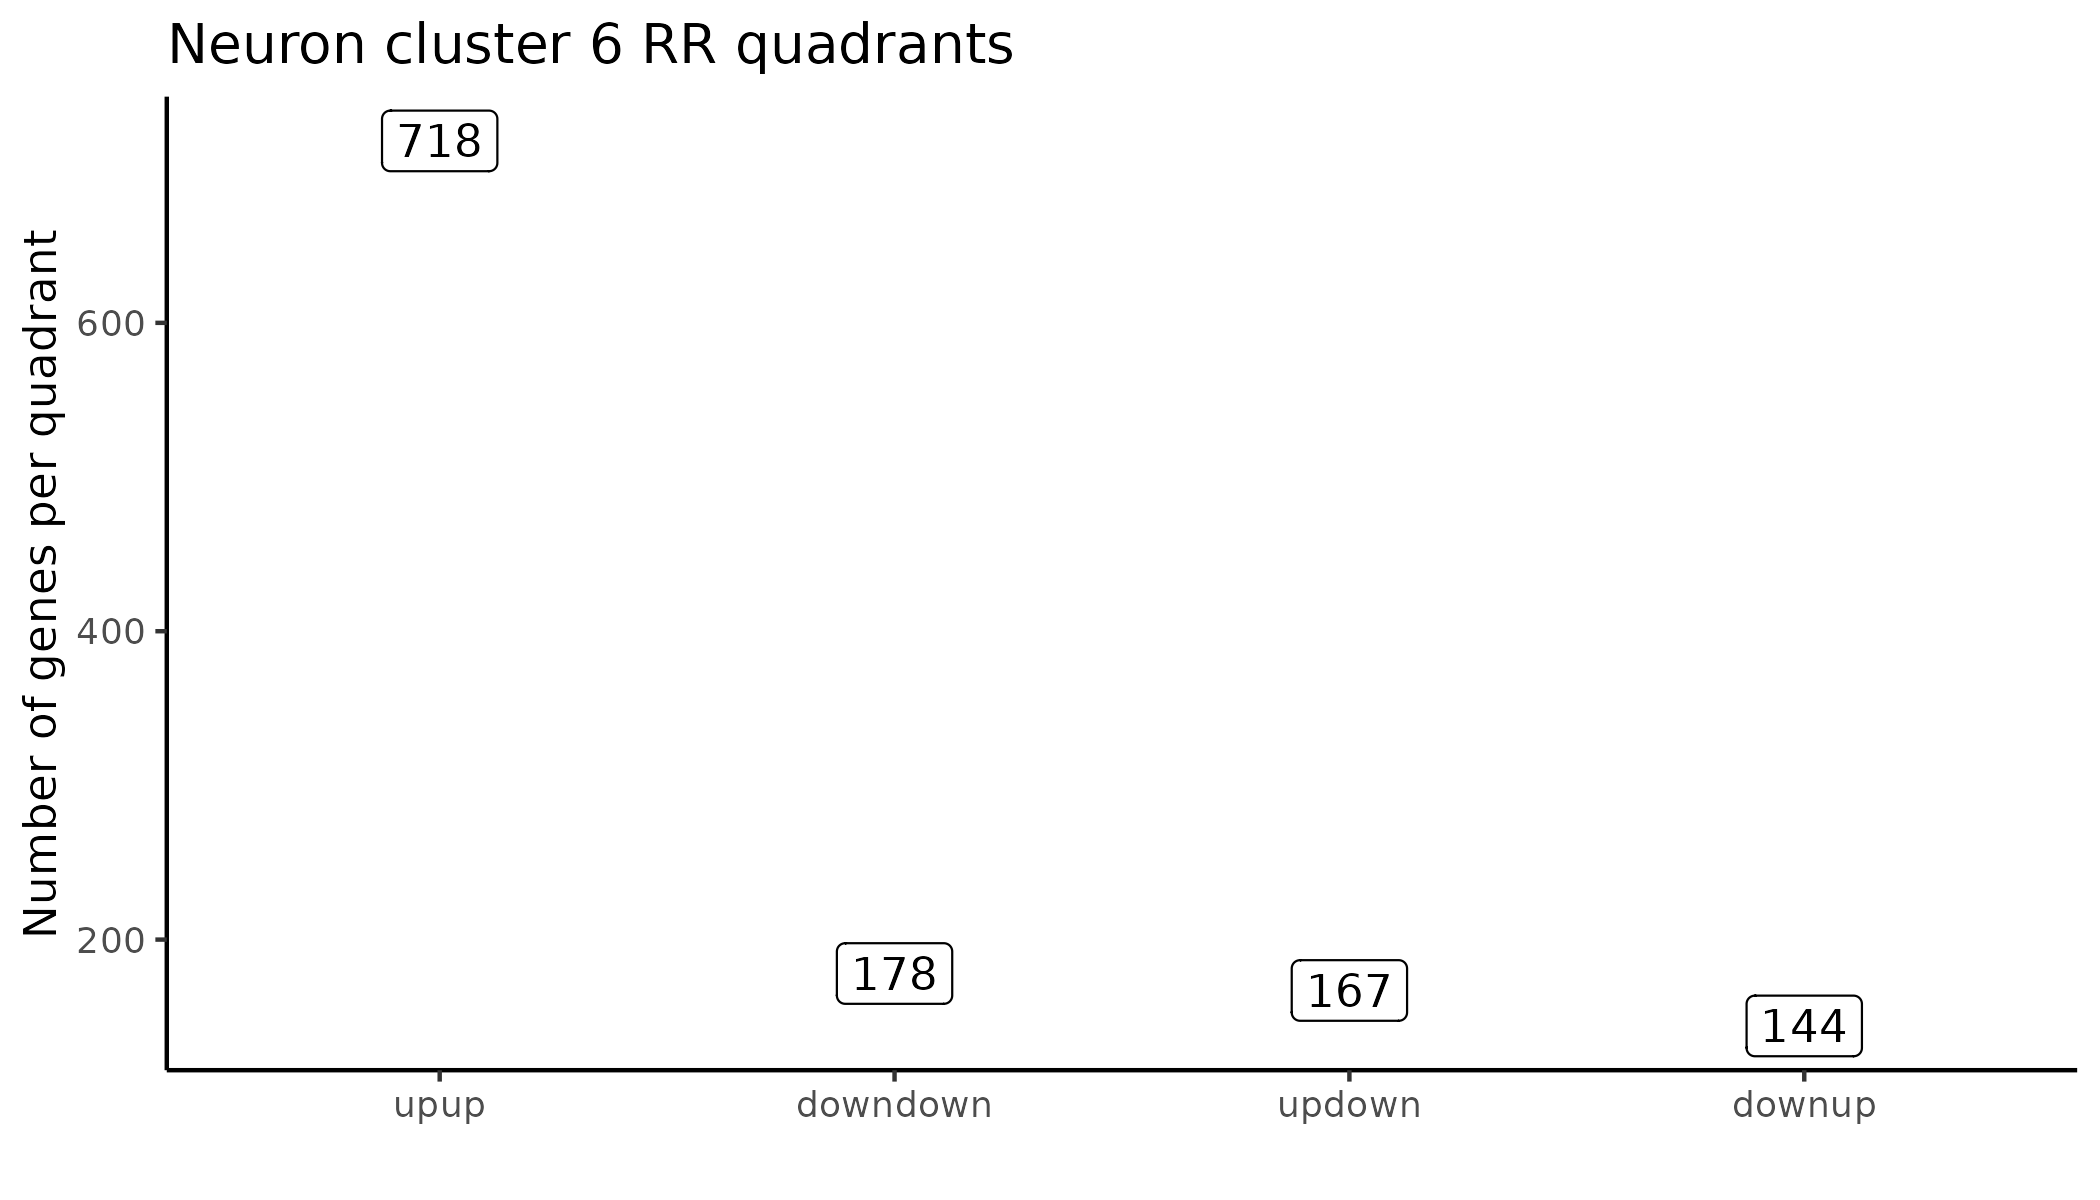 Neuron cluster 6 RR quadrants
Number of genes per quadrant
600
400
200
718
178
167
144
upup
downdown
updown
downup